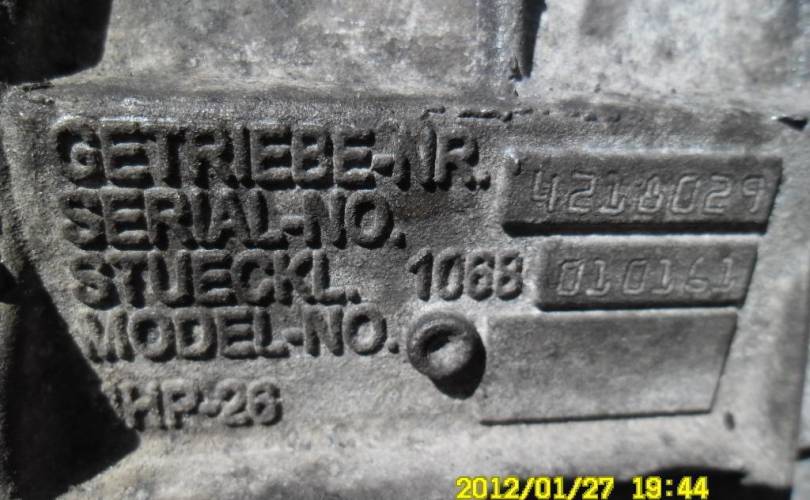 GETRIEBE-NR. 4218029
SERIAL-NO.
STUECKL. 1068 010161
MODEL-NO.
HP-26
2012/01/27 19:44